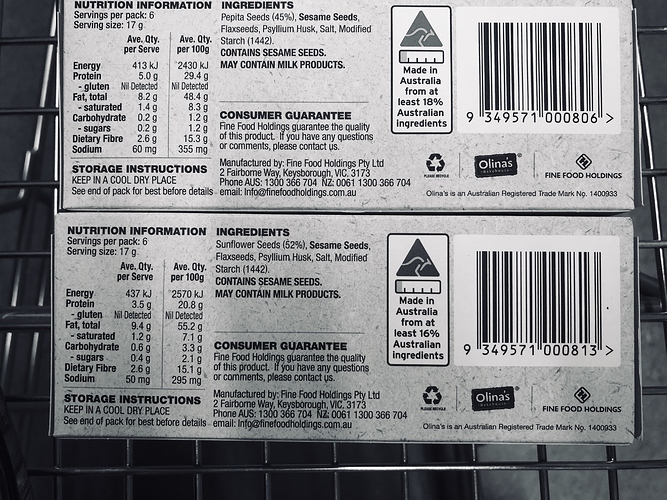 NUTRITION INFORMATION
Servings per pack: 6
Serving size: 17 g
Ave. Qty. Ave. Qty.
per Serve per 100g
Energy 413 kJ 2430 kJ
Protein 5.0 g 29.4 g
- gluten Nil Detected Nil Detected
Fat, total 8.2 g 48.4 g
- saturated 1.4 g 8.3 g
Carbohydrate 0.2 g 1.2 g
- sugars 0.2 g 1.2 g
Dietary Fibre 2.6 g 15.3 g
Sodium 60 mg 355 mg
STORAGE INSTRUCTIONS
KEEP IN A COOL DRY PLACE
See end of pack for best before details
INGREDIENTS
Pepita Seeds (45%), Sesame Seeds,
Flaxseeds, Psyllium Husk, Salt, Modified
Starch (1442).
CONTAINS SESAME SEEDS.
MAY CONTAIN MILK PRODUCTS.
CONSUMER GUARANTEE
Fine Food Holdings guarantee the quality
of this product. If you have any questions
or comments, please contact us.
Manufactured by: Fine Food Holdings Pty Ltd
2 Fairborne Way, Keysborough, VIC. 3173
Phone AUS: 1300 366 704 NZ: 0061 1300 366 704
email: Info@finefoodholdings.com.au
Made in
Australia
from at
least 18%
Australian
ingredients
9 349571 000806 >
PLEASE RECYCLE
Olina's
BAKEHOUSE
FINE FOOD HOLDINGS
Olina's is an Australian Registered Trade Mark No. 1400933
NUTRITION INFORMATION
Servings per pack: 6
Serving size: 17 g
Ave. Qty. Ave. Qty.
per Serve per 100g
Energy 437 kJ 2570 kJ
Protein 3.5 g 20.8 g
- gluten Nil Detected Nil Detected
Fat, total 9.4 g 55.2 g
- saturated 1.2 g 7.1 g
Carbohydrate 0.6 g 3.3 g
- sugars 0.4 g 2.1 g
Dietary Fibre 2.6 g 15.1 g
Sodium 50 mg 295 mg
STORAGE INSTRUCTIONS
KEEP IN A COOL DRY PLACE
See end of pack for best before details
INGREDIENTS
Sunflower Seeds (52%), Sesame Seeds,
Flaxseeds, Psyllium Husk, Salt, Modified
Starch (1442).
CONTAINS SESAME SEEDS.
MAY CONTAIN MILK PRODUCTS.
CONSUMER GUARANTEE
Fine Food Holdings guarantee the quality
of this product. If you have any questions
or comments, please contact us.
Manufactured by: Fine Food Holdings Pty Ltd
2 Fairborne Way, Keysborough, VIC. 3173
Phone AUS: 1300 366 704 NZ: 0061 1300 366 704
email: Info@finefoodholdings.com.au
Made in
Australia
from at
least 16%
Australian
ingredients
9 349571 000813 >
PLEASE RECYCLE
Olina's
BAKEHOUSE
FINE FOOD HOLDINGS
Olina's is an Australian Registered Trade Mark No. 1400933